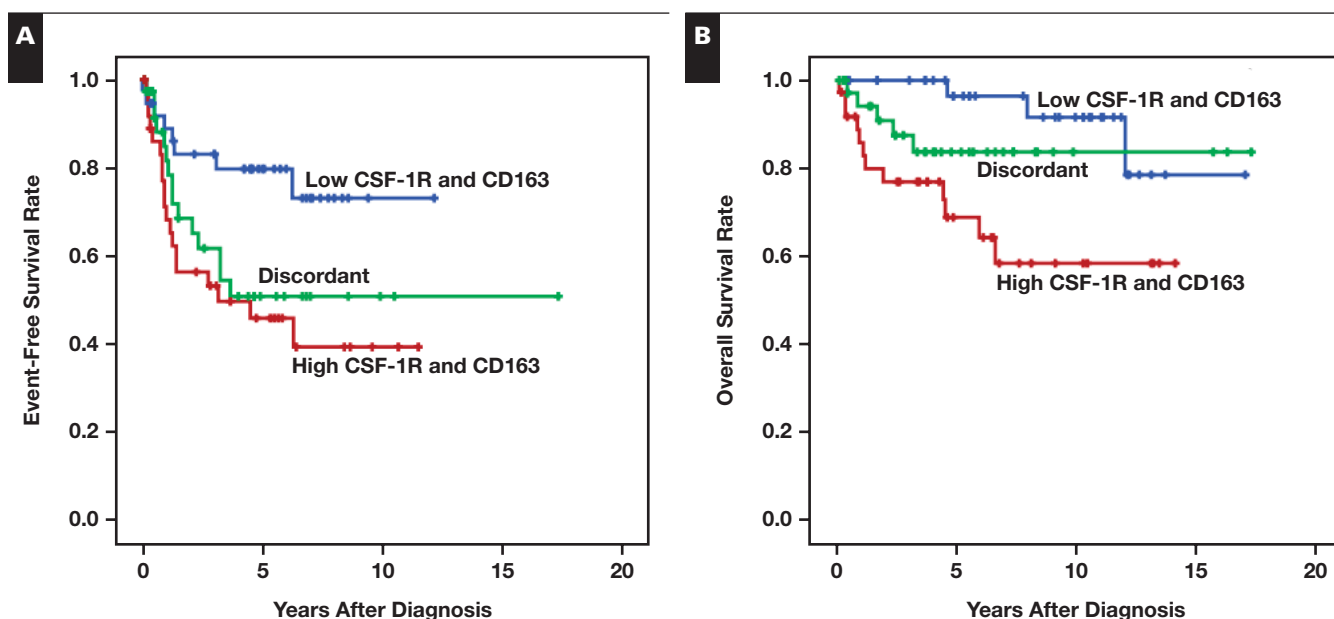 A
Event-Free Survival Rate
1.0
0.8
0.6
0.4
0.2
0.0
Low CSF-1R and CD163
Discordant
High CSF-1R and CD163
0 5 10 15 20
Years After Diagnosis
B
Overall Survival Rate
1.0
0.8
0.6
0.4
0.2
0.0
Low CSF-1R and CD163
Discordant
High CSF-1R and CD163
0 5 10 15 20
Years After Diagnosis